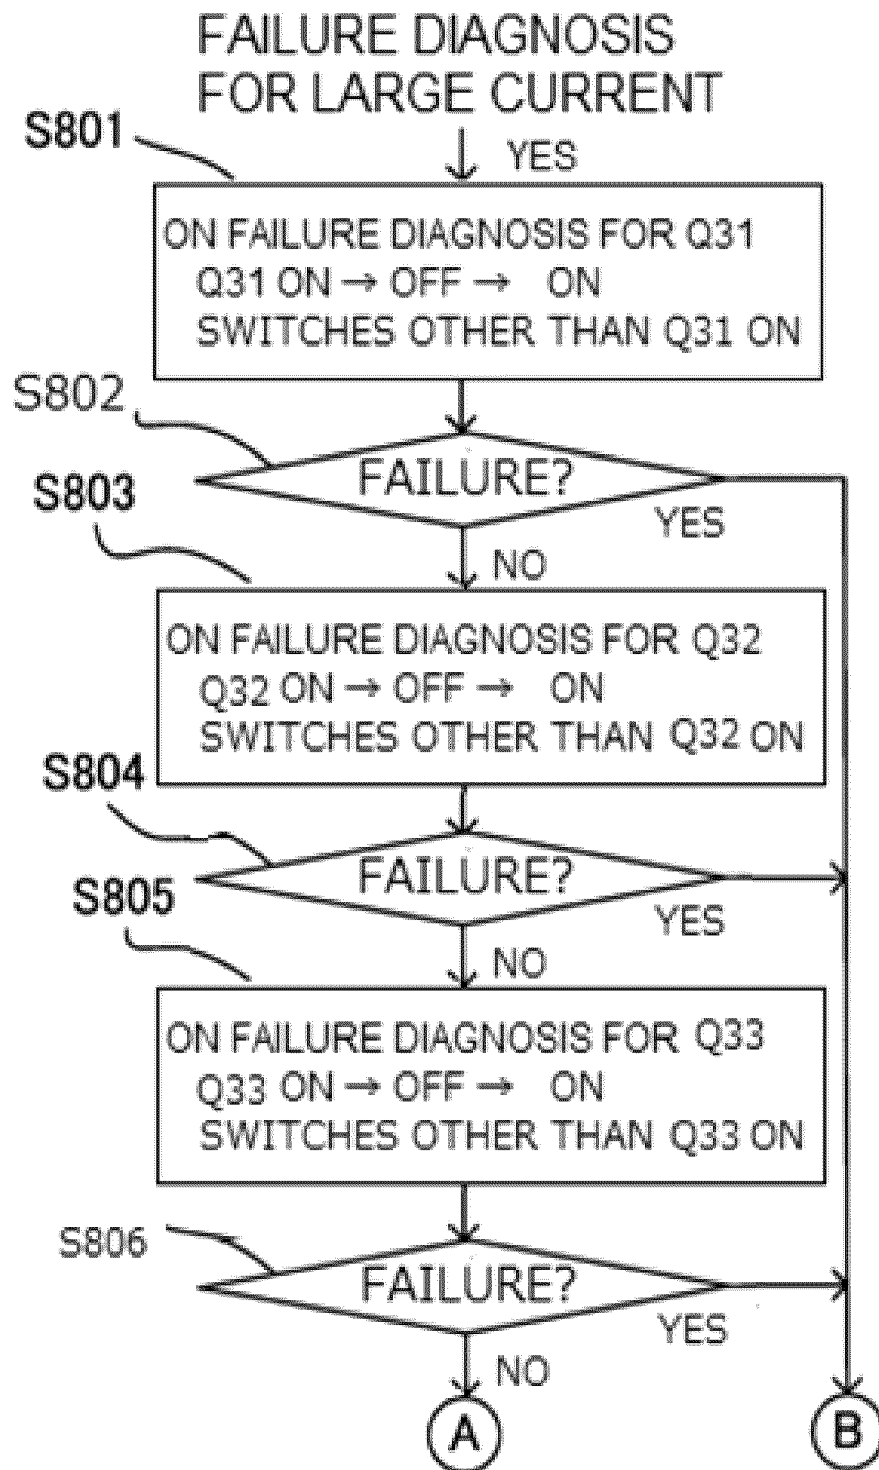 FAILURE DIAGNOSIS
FOR LARGE CURRENT
S801
YES
ON FAILURE DIAGNOSIS FOR Q31
Q31 ON → OFF → ON
SWITCHES OTHER THAN Q31 ON
S802
FAILURE?
YES
S803
NO
ON FAILURE DIAGNOSIS FOR Q32
Q32 ON → OFF → ON
SWITCHES OTHER THAN Q32 ON
S804
FAILURE?
YES
S805
NO
ON FAILURE DIAGNOSIS FOR Q33
Q33 ON → OFF → ON
SWITCHES OTHER THAN Q33 ON
S806
FAILURE?
YES
NO
A
B